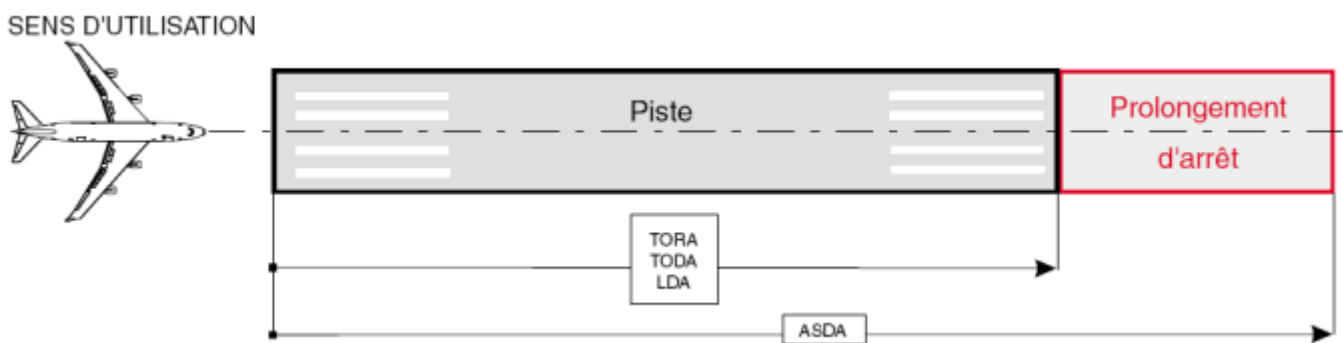 SENS D'UTILISATION
Piste
Prolongement
d'arrêt
TORA
TODA
LDA
ASDA